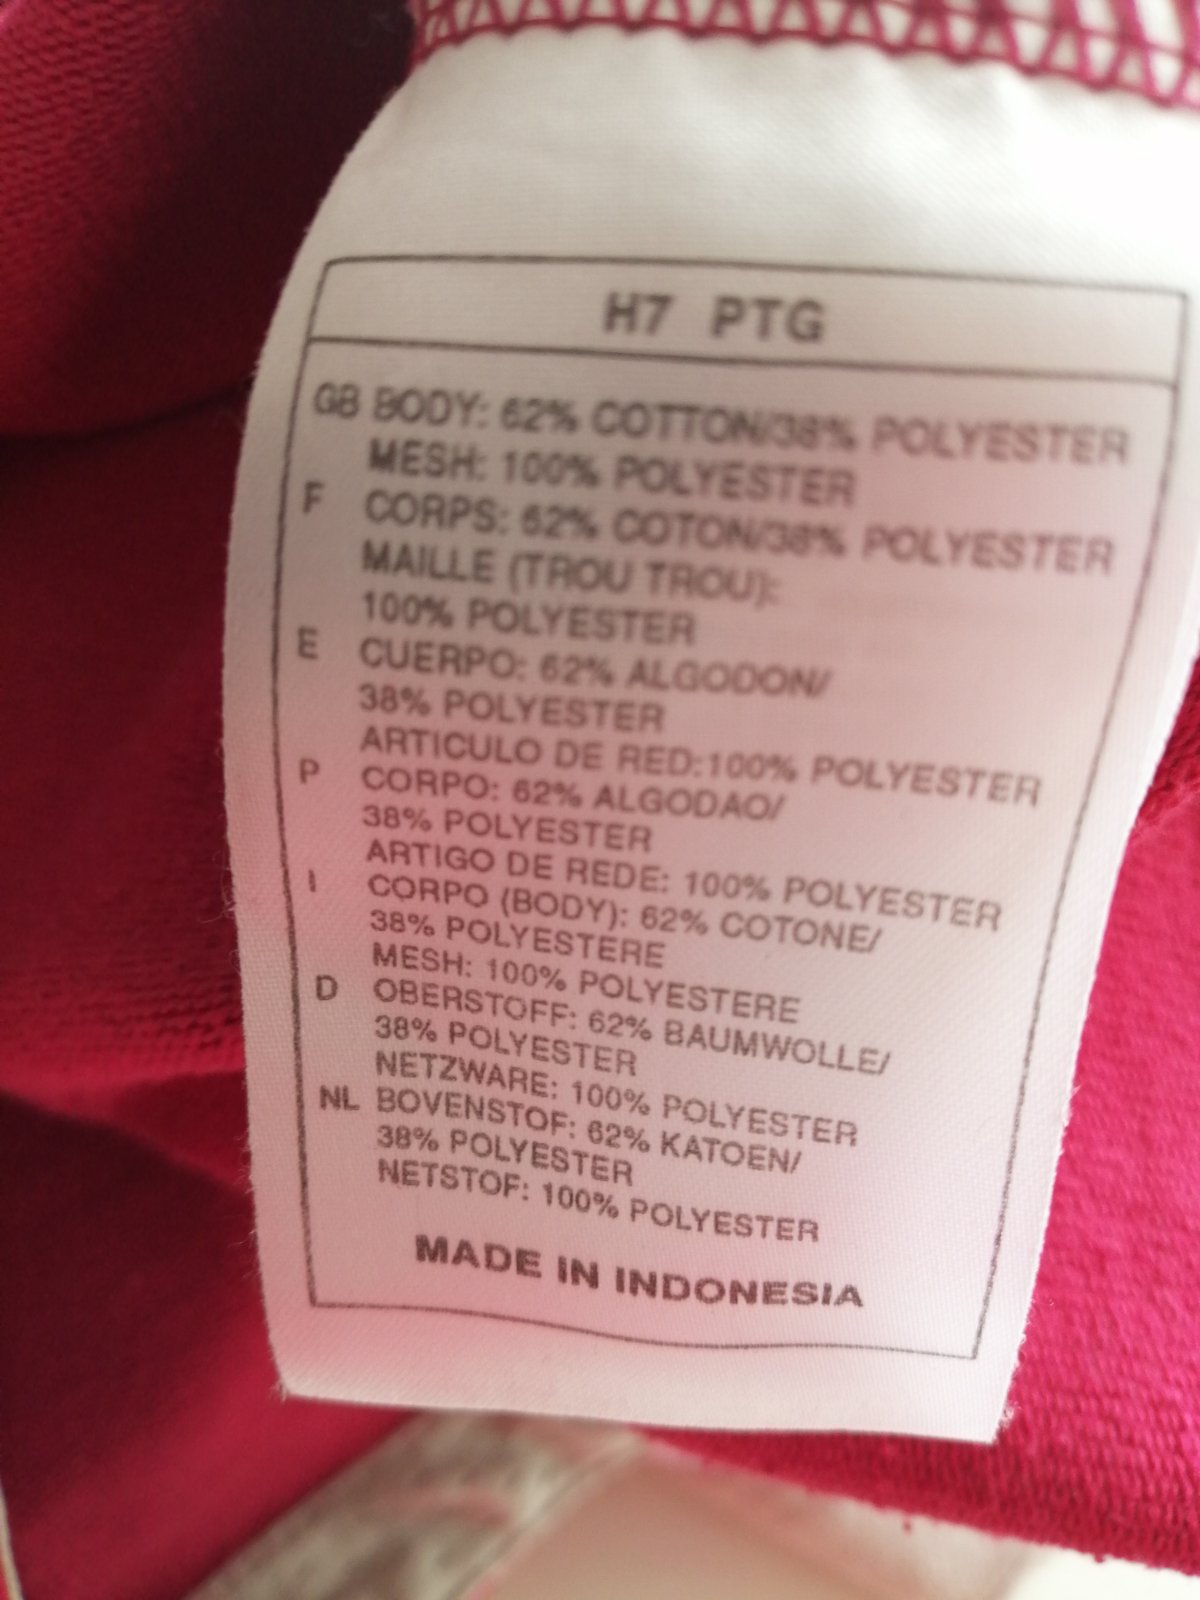 H7 PTG
GB BODY: 62% COTTON/38% POLYESTER
MESH: 100% POLYESTER
F CORPS: 62% COTON/38% POLYESTER
MAILLE (TROU TROU):
100% POLYESTER
E CUERPO: 62% ALGODON/
38% POLYESTER
ARTICULO DE RED:100% POLYESTER
P CORPO: 62% ALGODAO/
38% POLYESTER
ARTIGO DE REDE: 100% POLYESTER
I CORPO (BODY): 62% COTONE/
38% POLYESTERE
MESH: 100% POLYESTERE
D OBERSTOFF: 62% BAUMWOLLE/
38% POLYESTER
NETZWARE: 100% POLYESTER
NL BOVENSTOF: 62% KATOEN/
38% POLYESTER
NETSTOF: 100% POLYESTER
MADE IN INDONESIA